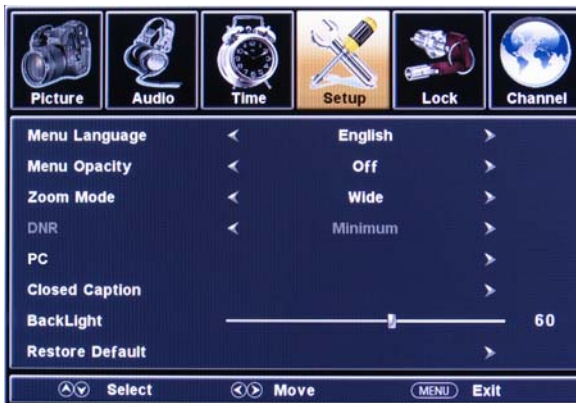 Picture Audio Time Setup Lock Channel
Menu Language English
Menu Opacity Off
Zoom Mode Wide
DNR Minimum
PC
Closed Caption
BackLight 60
Restore Default
Select Move MENU Exit